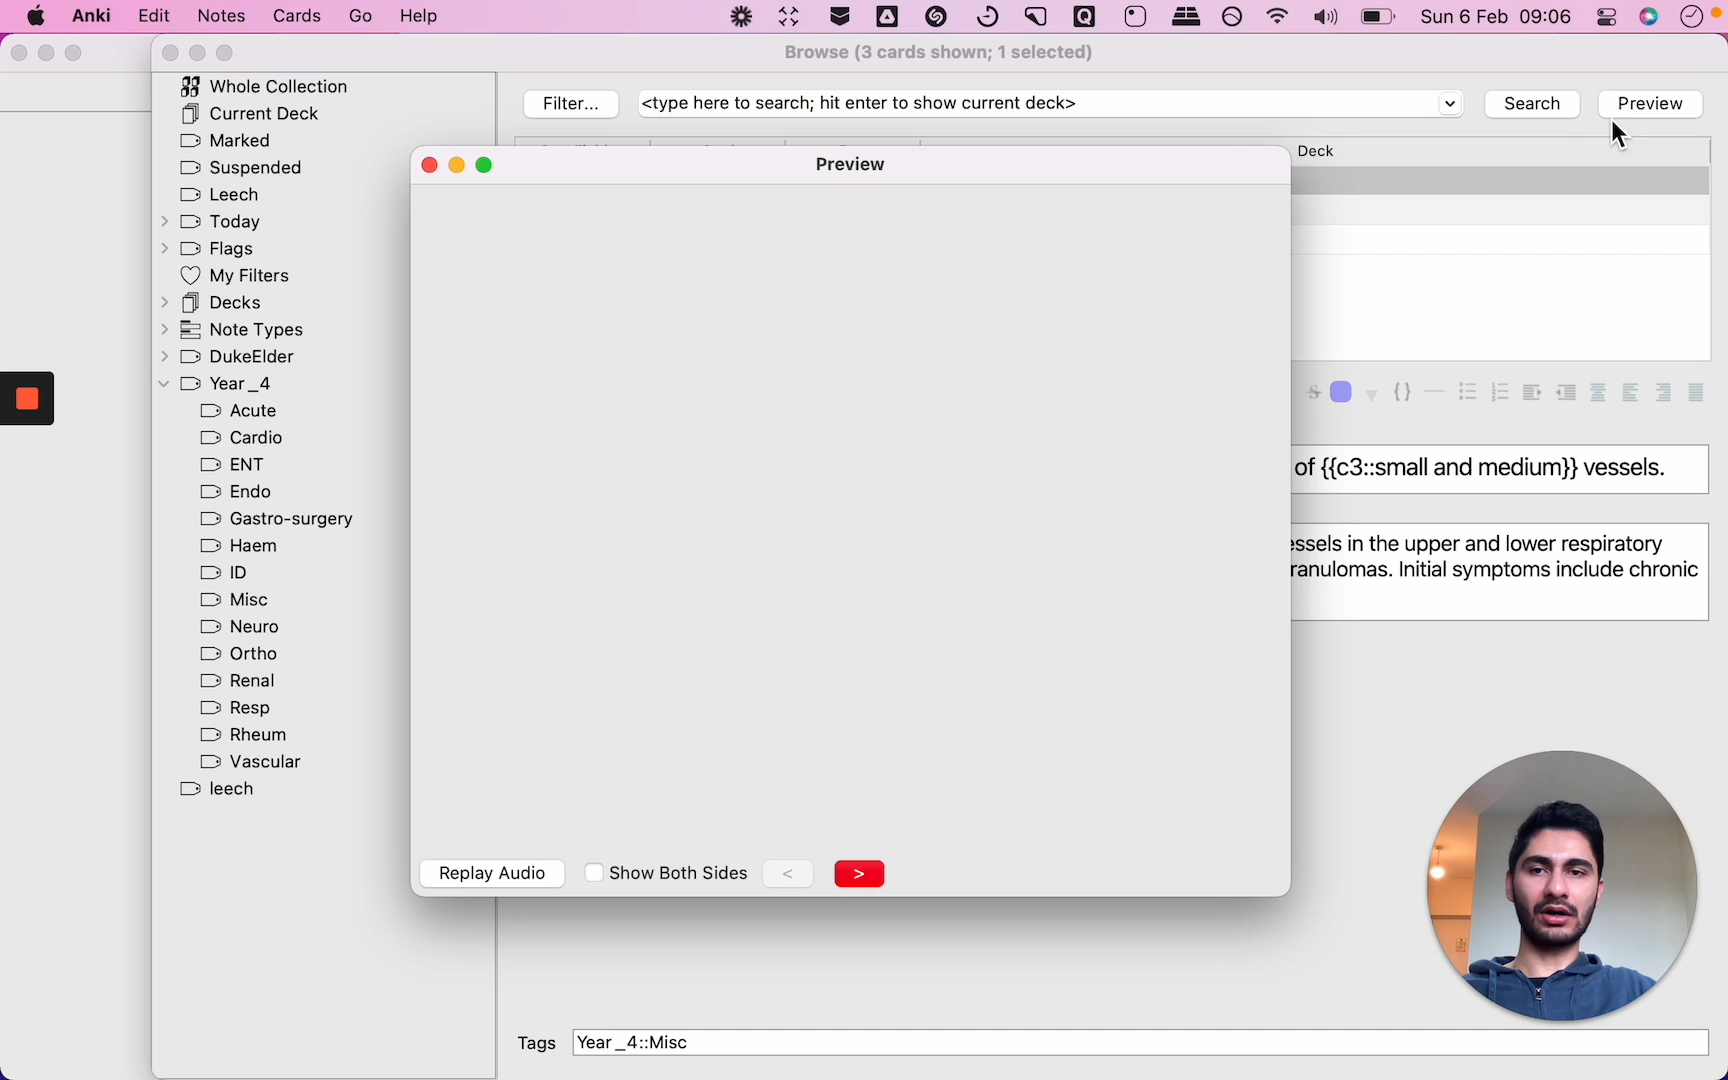 Anki Edit Notes Cards Go Help Sun 6 Feb 09:06
Browse (3 cards shown; 1 selected)
Whole Collection
Current Deck
Marked
Suspended
Leech
Today
Flags
My Filters
Decks
Note Types
DukeElder
Year_4
Acute
Cardio
ENT
Endo
Gastro-surgery
Haem
ID
Misc
Neuro
Ortho
Renal
Resp
Rheum
Vascular
leech
Filter... <type here to search; hit enter to show current deck> Search Preview
Deck
Preview
of {{c3::small and medium}} vessels.
essels in the upper and lower respiratory
ranulomas. Initial symptoms include chronic
Replay Audio Show Both Sides < >
Tags Year_4::Misc